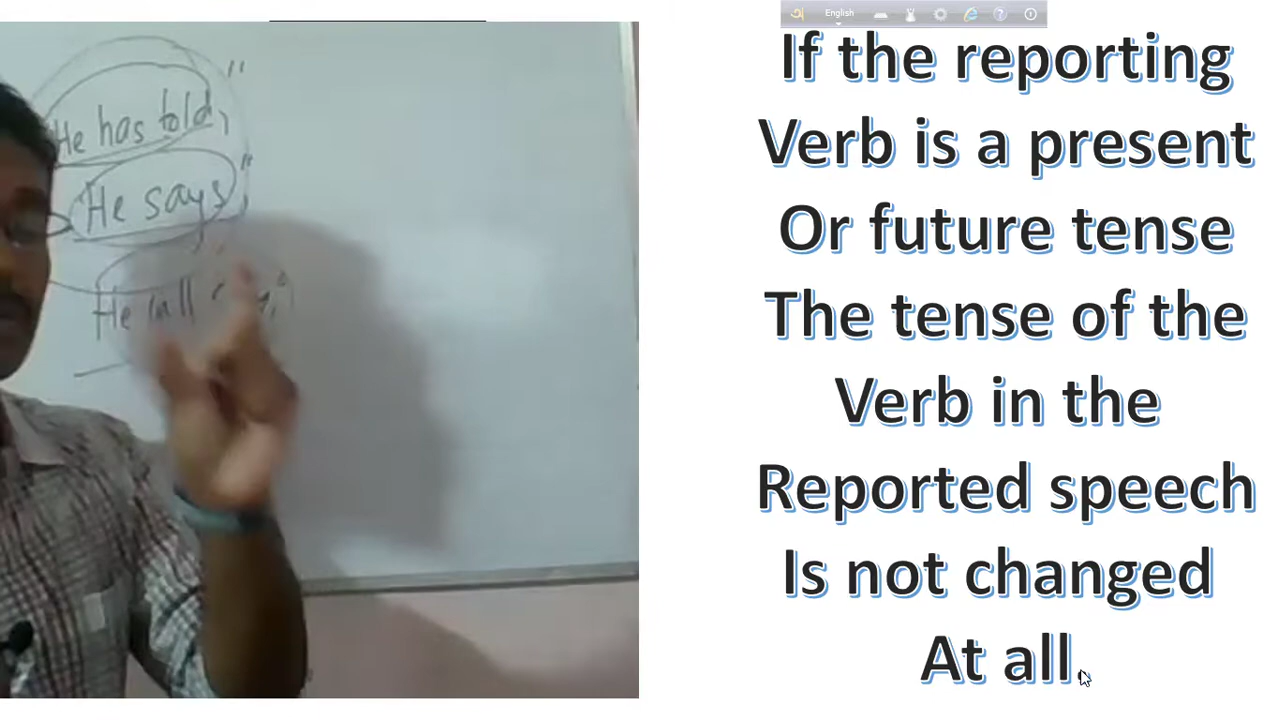 He has told, "
He says, "
He
অ English
If the reporting
Verb is a present
Or future tense
The tense of the
Verb in the
Reported speech
Is not changed
At all.